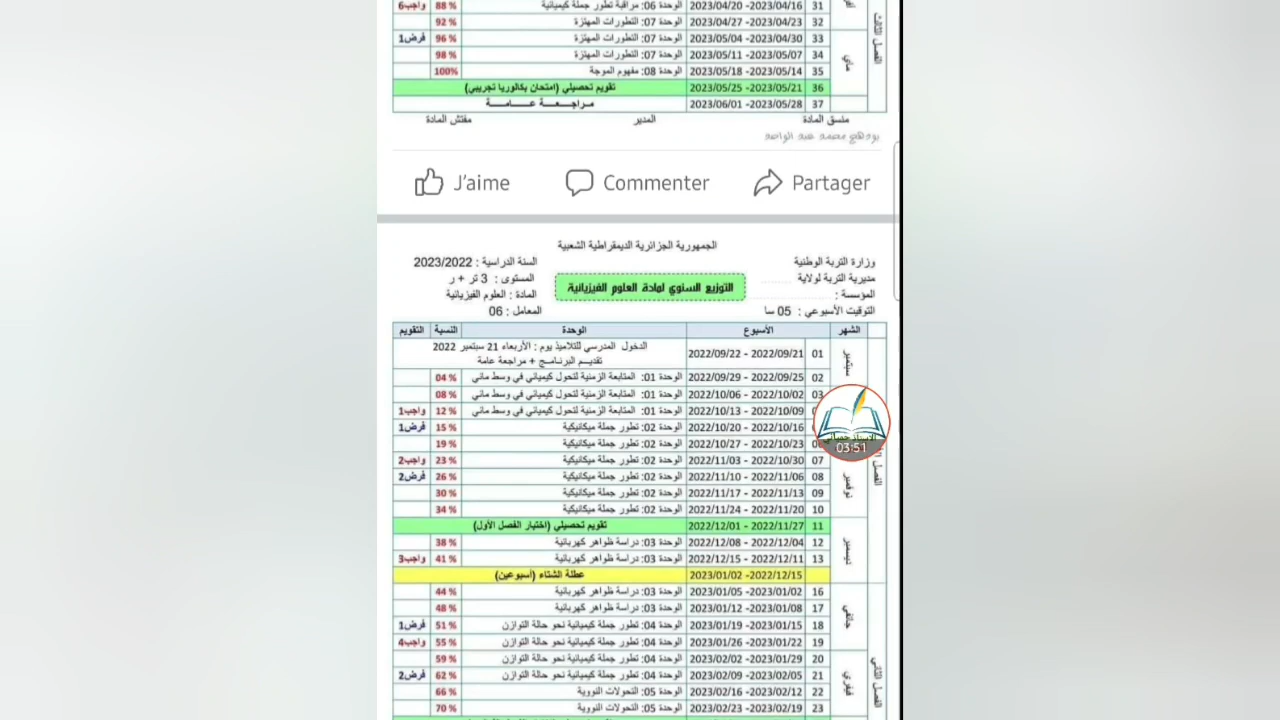 31 2023/04/20 -2023/04/16 الوحدة 06: مراقبة تطور جملة كيميائية 88 % واجب6
32 2023/04/27 -2023/04/23 الوحدة 07: التطورات المهتزة 92 %
33 2023/05/04 -2023/04/30 الوحدة 07: التطورات المهتزة 96 % فرض1
ماي
34 2023/05/11 -2023/05/07 الوحدة 07: التطورات المهتزة 98 %
35 2023/05/18 -2023/05/14 الوحدة 08: مفهوم الموجة 100%
36 2023/05/25 -2023/05/21 تقويم تحصيلي (امتحان بكالوريا تجريبي)
37 2023/06/01 -2023/05/28 مـراجـــعـــة عــــامـــة
الفصل الثالث
منسق المادة المدير مفتش المادة
J'aime Commenter Partager
الجمهورية الجزائرية الديمقراطية الشعبية
وزارة التربة الوطنية السنة الدراسية : 2023/2022
مديرية التربة لولاية ............ المستوى : 3 تر + ر
التوزيع السنوي لمادة العلوم الفيزيائية
المؤسسة : ............ المادة : العلوم الفيزيائية
التوقيت الأسبوعي : 05 سا المعامل : 06
الشهر الأسبوع الوحدة النسبة التقويم
سبتمبر
01 2022/09/22 - 2022/09/21 الدخول المدرسي للتلاميذ يوم : الأربعاء 21 سبتمبر 2022
تقديم البرنامج + مراجعة عامة
02 2022/09/29 - 2022/09/25 الوحدة 01: المتابعة الزمنية لتحول كيميائي في وسط مائي 04 %
03 2022/10/06 - 2022/10/02 الوحدة 01: المتابعة الزمنية لتحول كيميائي في وسط مائي 08 %
2022/10/13 - 2022/10/09 الوحدة 01: المتابعة الزمنية لتحول كيميائي في وسط مائي 12 % واجب1
2022/10/20 - 2022/10/16 الوحدة 02: تطور جملة ميكانيكية 15 % فرض1
2022/10/27 - 2022/10/23 الوحدة 02: تطور جملة ميكانيكية 19 %
03:51
07 2022/11/03 - 2022/10/30 الوحدة 02: تطور جملة ميكانيكية 23 % واجب2
نوفمبر
08 2022/11/10 - 2022/11/06 الوحدة 02: تطور جملة ميكانيكية 26 % فرض2
09 2022/11/17 - 2022/11/13 الوحدة 02: تطور جملة ميكانيكية 30 %
10 2022/11/24 - 2022/11/20 الوحدة 02: تطور جملة ميكانيكية 34 %
11 2022/12/01 - 2022/11/27 تقويم تحصيلي (اختبار الفصل الأول)
ديسمبر
12 2022/12/08 - 2022/12/04 الوحدة 03: دراسة ظواهر كهربائية 38 %
13 2022/12/15 - 2022/12/11 الوحدة 03: دراسة ظواهر كهربائية 41 % واجب3
2023/01/02 -2022/12/15 عطلة الشتاء (أسبوعين)
16 2023/01/05 -2023/01/02 الوحدة 03: دراسة ظواهر كهربائية 44 %
جانفي
17 2023/01/12 -2023/01/08 الوحدة 03: دراسة ظواهر كهربائية 48 %
18 2023/01/19 -2023/01/15 الوحدة 04: تطور جملة كيميائية نحو حالة التوازن 51 % فرض1
19 2023/01/26 -2023/01/22 الوحدة 04: تطور جملة كيميائية نحو حالة التوازن 55 % واجب4
20 2023/02/02 -2023/01/29 الوحدة 04: تطور جملة كيميائية نحو حالة التوازن 59 %
فيفري
21 2023/02/09 -2023/02/05 الوحدة 04: تطور جملة كيميائية نحو حالة التوازن 62 % فرض2
22 2023/02/16 -2023/02/12 الوحدة 05: التحولات النووية 66 %
23 2023/02/23 -2023/02/19 الوحدة 05: التحولات النووية 70 %
الفصل الثاني